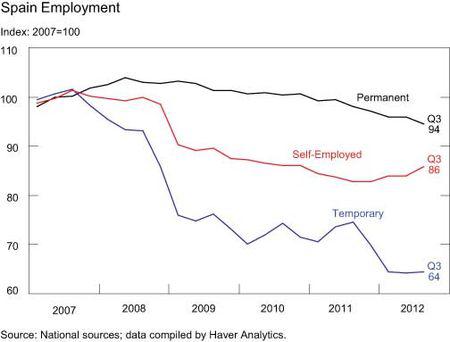 Spain Employment
Index: 2007=100
110
100
90
80
70
60
Permanent
Q3
94
Self-Employed
Q3
86
Temporary
Q3
64
2007 2008 2009 2010 2011 2012
Source: National sources; data compiled by Haver Analytics.